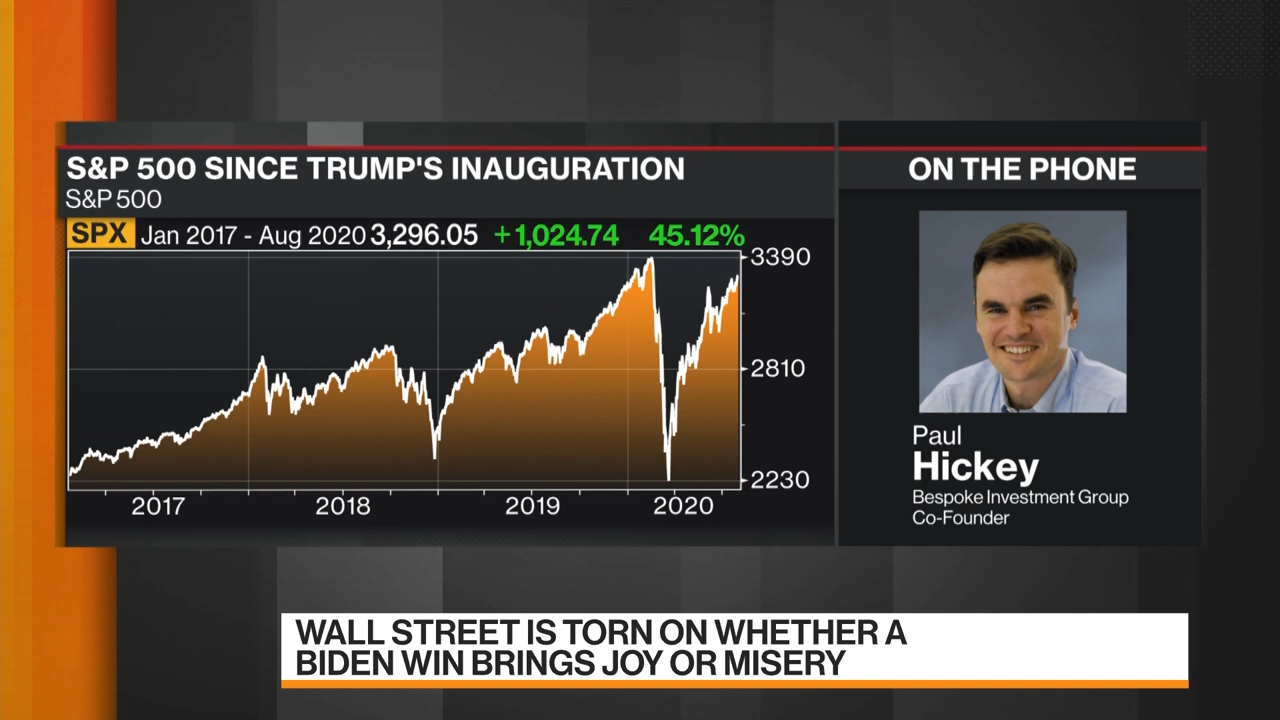 S&P 500 SINCE TRUMP'S INAUGURATION
S&P 500
SPX Jan 2017 - Aug 2020 3,296.05 +1,024.74 45.12%
3390
2810
2230
2017 2018 2019 2020
ON THE PHONE
Paul
Hickey
Bespoke Investment Group
Co-Founder
WALL STREET IS TORN ON WHETHER A
BIDEN WIN BRINGS JOY OR MISERY